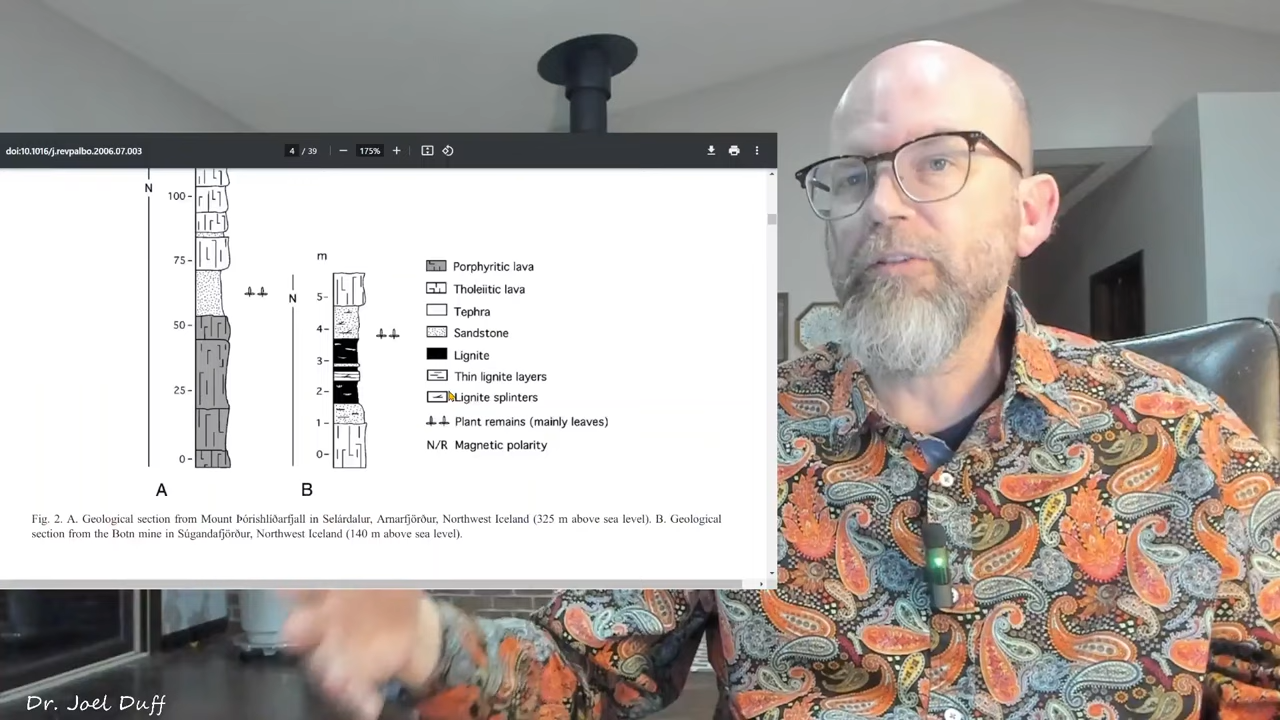 doi:10.1016/j.revpalbo.2006.07.003
4 / 39
175%
N
100
75
50
25
0
A
m
N
5
4
3
2
1
0
B
Porphyritic lava
Tholeiitic lava
Tephra
Sandstone
Lignite
Thin lignite layers
Lignite splinters
Plant remains (mainly leaves)
N/R Magnetic polarity
Fig. 2. A. Geological section from Mount Þórishlíðarfjall in Selárdalur, Arnarfjörður, Northwest Iceland (325 m above sea level). B. Geological
section from the Botn mine in Súgandafjörður, Northwest Iceland (140 m above sea level).
Dr. Joel Duff